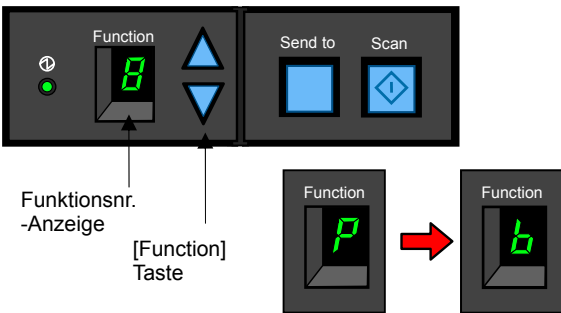 Function
8
Send to
Scan
Funktionsnr.
-Anzeige
[Function]
Taste
Function
P
Function
b